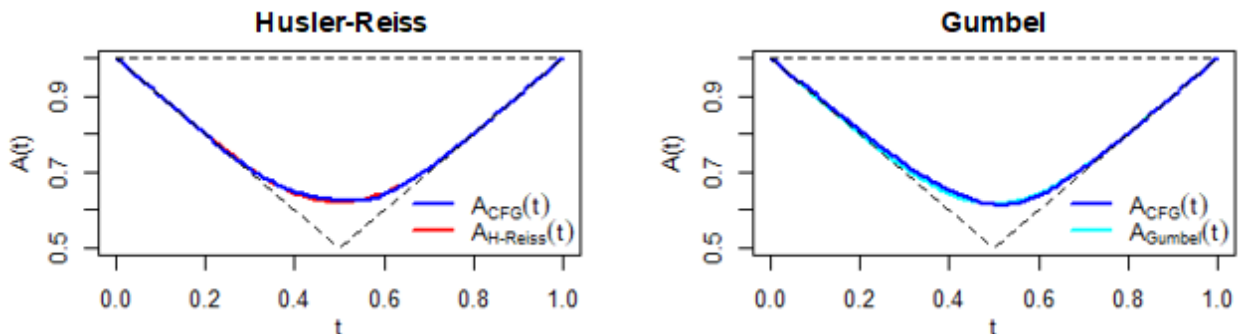 Husler-Reiss
A(t)
0.9
0.7
0.5
A_CFG(t)
A_H-Reiss(t)
0.0 0.2 0.4 0.6 0.8 1.0
t
Gumbel
A(t)
0.9
0.7
0.5
A_CFG(t)
A_Gumbel(t)
0.0 0.2 0.4 0.6 0.8 1.0
t